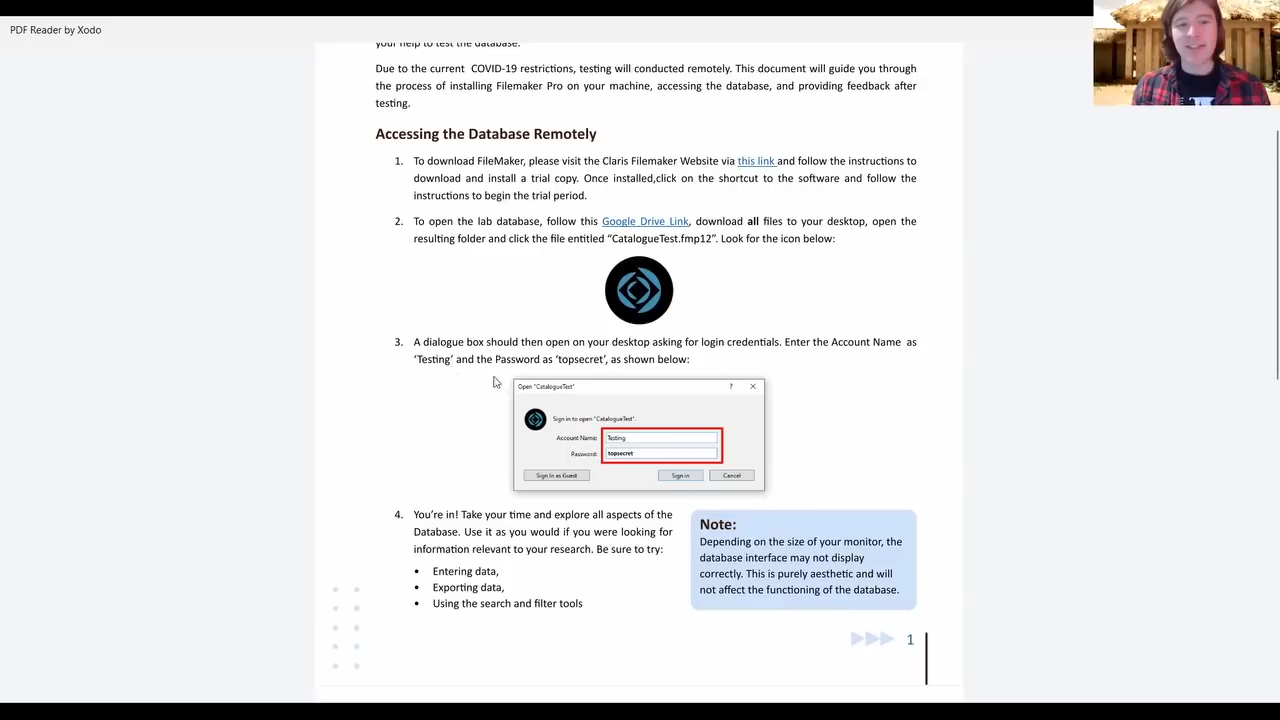 PDF Reader by Xodo
your help to test the database.
Due to the current COVID-19 restrictions, testing will conducted remotely. This document will guide you through
the process of installing Filemaker Pro on your machine, accessing the database, and providing feedback after
testing.
Accessing the Database Remotely
1. To download FileMaker, please visit the Claris Filemaker Website via this link and follow the instructions to
download and install a trial copy. Once installed,click on the shortcut to the software and follow the
instructions to begin the trial period.
2. To open the lab database, follow this Google Drive Link, download all files to your desktop, open the
resulting folder and click the file entitled “CatalogueTest.fmp12”. Look for the icon below:
3. A dialogue box should then open on your desktop asking for login credentials. Enter the Account Name as
‘Testing’ and the Password as ‘topsecret’, as shown below:
Open "CatalogueTest"
Sign in to open "CatalogueTest".
Account Name: Testing
Password: topsecret
Sign In as Guest Sign in Cancel
4. You’re in! Take your time and explore all aspects of the
Database. Use it as you would if you were looking for
information relevant to your research. Be sure to try:
• Entering data,
• Exporting data,
• Using the search and filter tools
Note:
Depending on the size of your monitor, the
database interface may not display
correctly. This is purely aesthetic and will
not affect the functioning of the database.
1